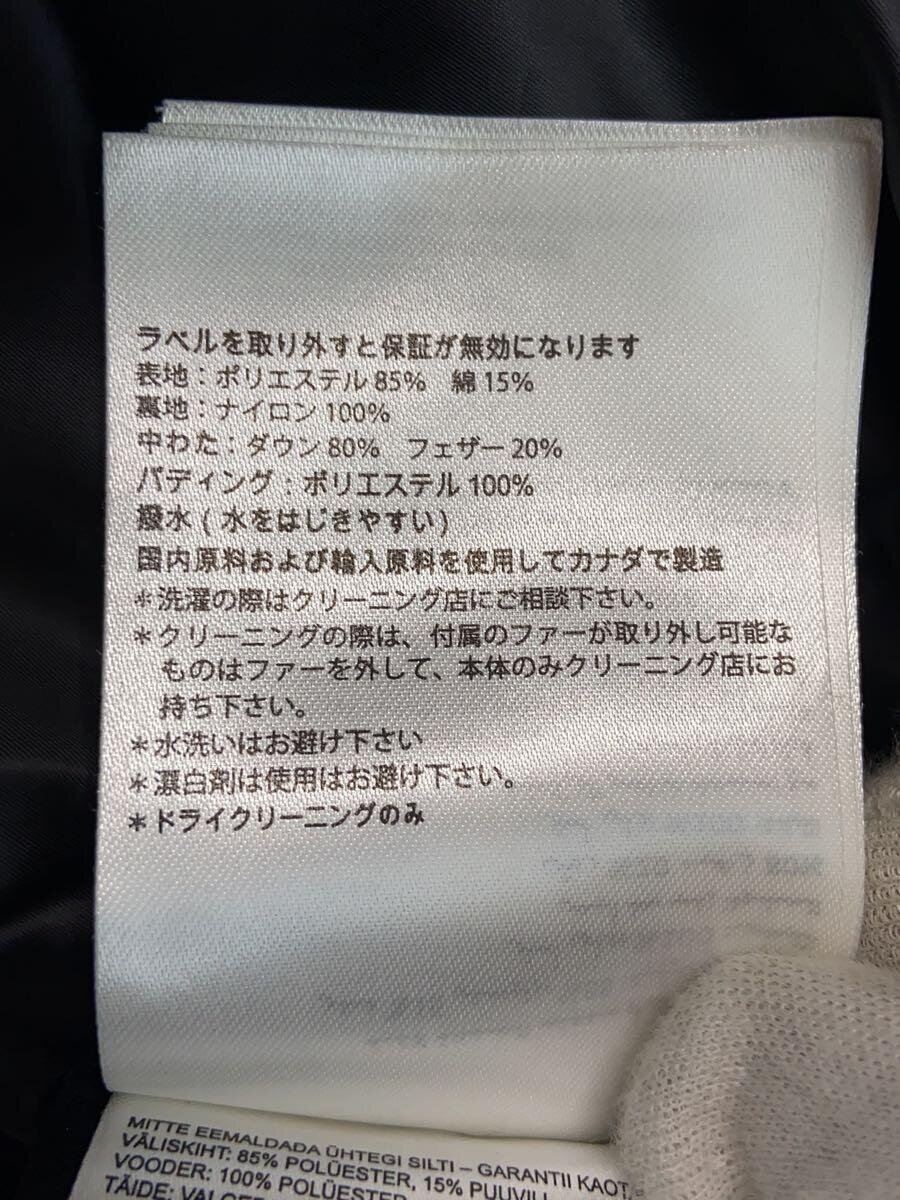 ラベルを取り外すと保証が無効になります
表地：ポリエステル 85%　綿 15%
裏地：ナイロン 100%
中わた：ダウン 80%　フェザー 20%
パディング：ポリエステル 100%
撥水 ( 水をはじきやすい )
国内原料および輸入原料を使用してカナダで製造
＊洗濯の際はクリーニング店にご相談下さい。
＊クリーニングの際は、付属のファーが取り外し可能な
ものはファーを外して、本体のみクリーニング店にお
持ち下さい。
＊水洗いはお避け下さい
＊漂白剤は使用はお避け下さい。
＊ドライクリーニングのみ
MITTE EEMALDADA ÜHTEGI SILTI – GARANTII KAOT
VÄLISKIHT: 85% POLÜESTER, 15% PUUVILL
VOODER: 100% POLÜESTER
TÄIDE: